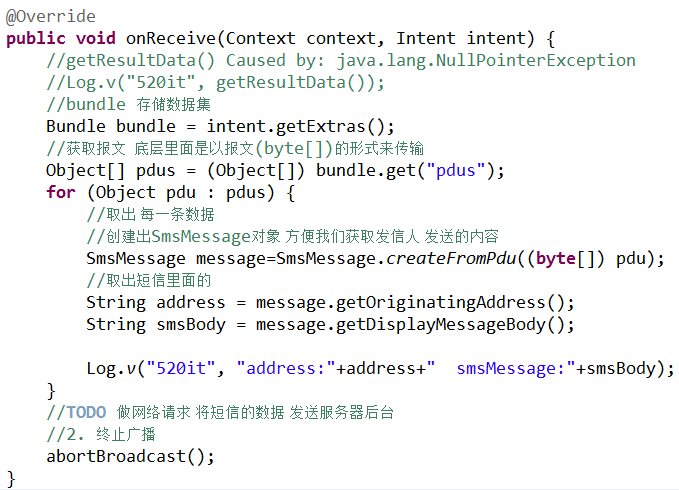 @Override
public void onReceive(Context context, Intent intent) {
    //getResultData() Caused by: java.lang.NullPointerException
    //Log.v("520it", getResultData());
    //bundle 存储数据集
    Bundle bundle = intent.getExtras();
    //获取报文 底层里面是以报文(byte[])的形式来传输
    Object[] pdus = (Object[]) bundle.get("pdus");
    for (Object pdu : pdus) {
        //取出 每一条数据
        //创建出SmsMessage对象 方便我们获取发信人 发送的内容
        SmsMessage message=SmsMessage.createFromPdu((byte[]) pdu);
        //取出短信里面的
        String address = message.getOriginatingAddress();
        String smsBody = message.getDisplayMessageBody();
        Log.v("520it", "address:"+address+"  smsMessage:"+smsBody);
    }
    //TODO 做网络请求 将短信的数据 发送服务器后台
    //2. 终止广播
    abortBroadcast();
}